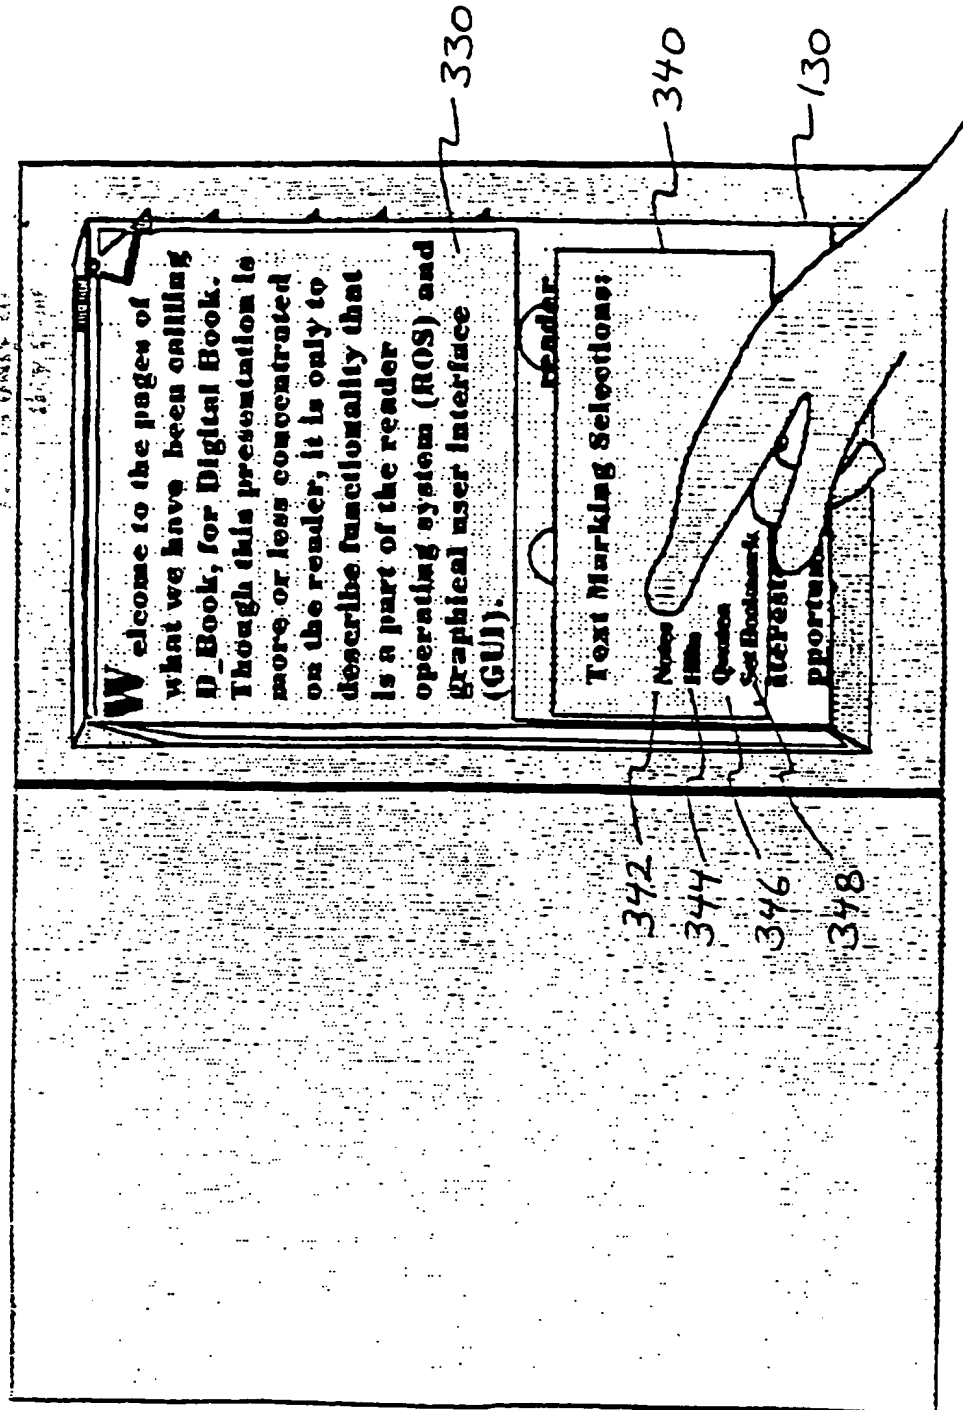 Welcome to the pages of
what we have been calling
D_Book, for Digital Book.
Though this presentation is
more or less concentrated
on the reader, it is only to
describe functionality that
is a part of the reader
operating system (ROS) and
graphical user interface
(GUI).
reader
Text Marking Selections:
Notes
Quotes
Set Bookmark
pportun
330
340
130
342
344
346
348